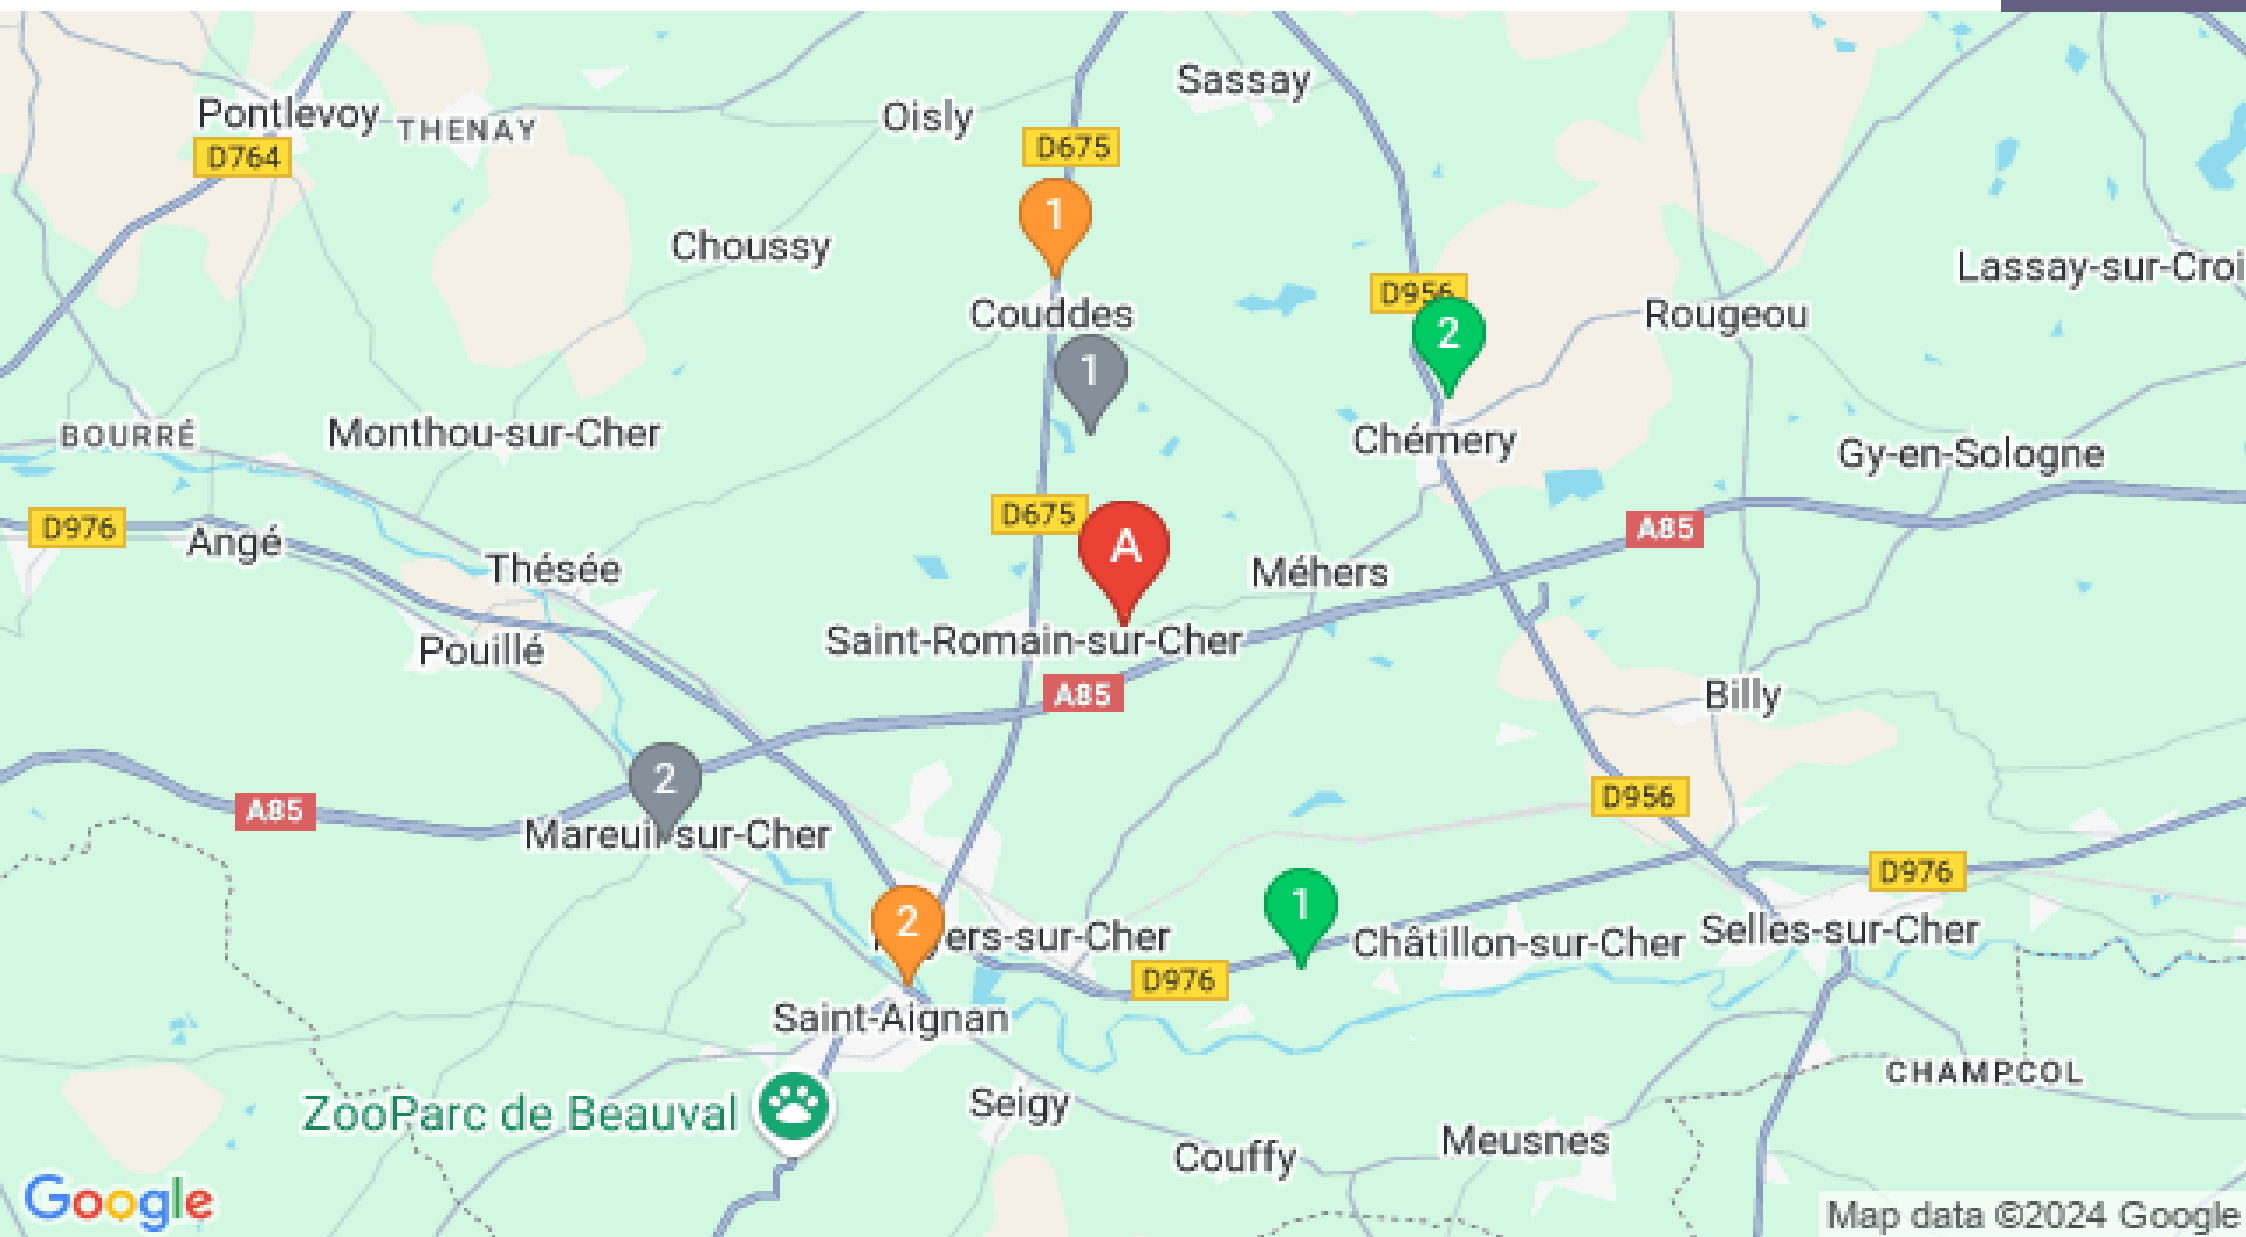 Sassay
Pontlevoy
THENAY
Oisly
D764
D675
1
Choussy
Lassay-sur-Croi
D956
Couddes
Rougeou
2
1
BOURRÉ
Monthou-sur-Cher
Chémery
Gy-en-Sologne
D976
D675
A85
Angé
A
Thésée
Méhers
Pouillé
Saint-Romain-sur-Cher
A85
Billy
2
A85
D956
Mareuil-sur-Cher
D976
1
2
ers-sur-Cher
Châtillon-sur-Cher
Selles-sur-Cher
D976
Saint-Aignan
CHAMPCOL
ZooParc de Beauval
Seigy
Meusnes
Couffy
Google
Map data ©2024 Google